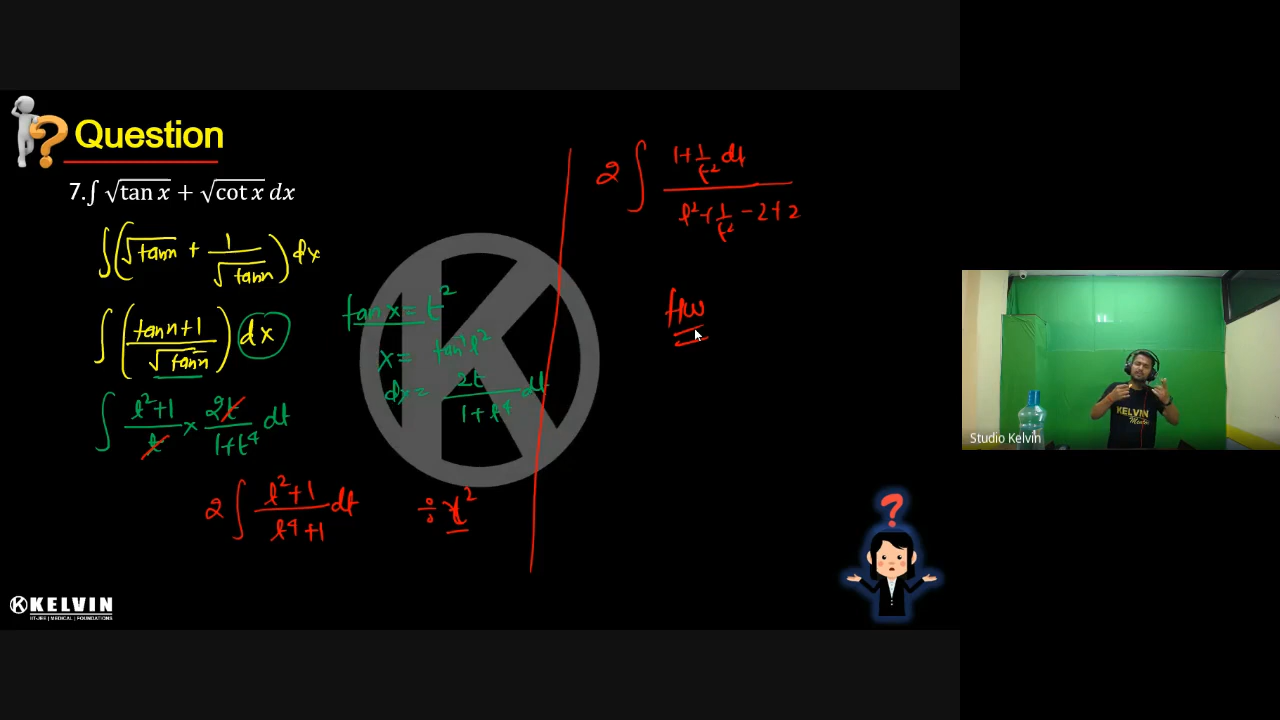 Question
7.∫ √tan x + √cot x dx
∫(√tanx + 1/√tanx) dx
∫ (tanx+1/√tanx) dx
tan x = t²
x = tan⁻¹t²
dx = 2t/1+t⁴ dt
∫ t²+1/t × 2t/1+t⁴ dt
2 ∫ t²+1/t⁴+1 dt ÷ t²
2 ∫ 1+1/t² dt / t²+1/t² -2+2
HW
?
KELVIN
IIT-JEE | MEDICAL | FOUNDATIONS
KELVIN
Mentor
Studio Kelvin